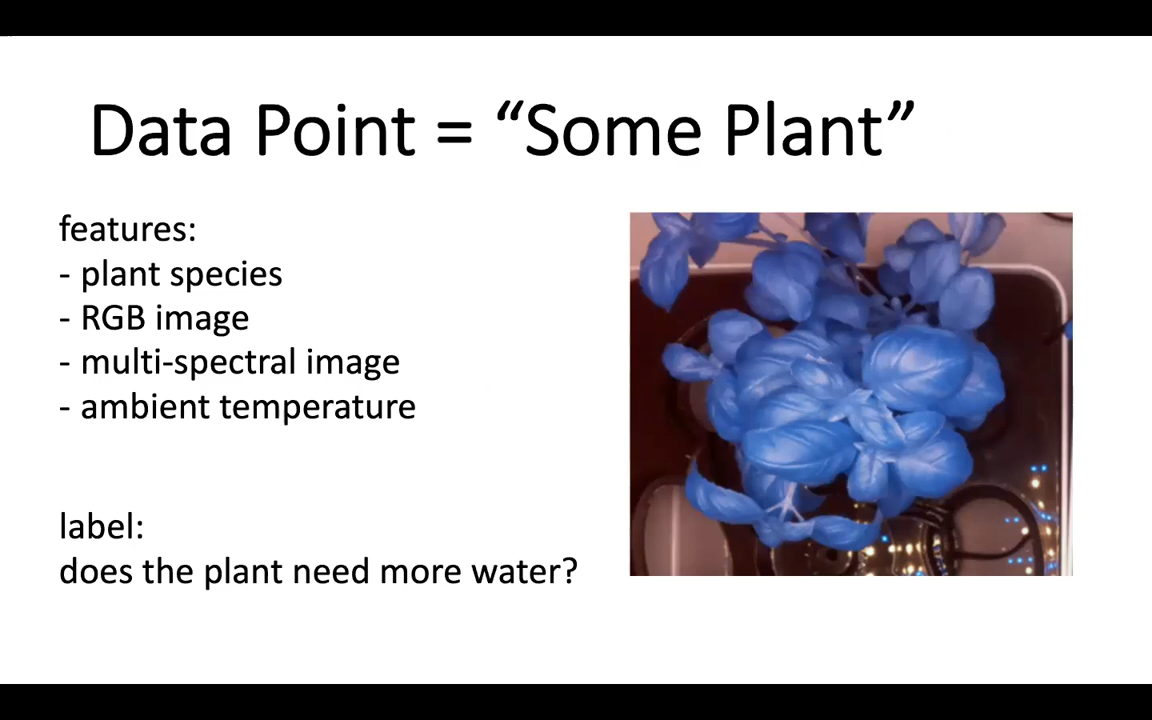 Data Point = “Some Plant”
features:
- plant species
- RGB image
- multi-spectral image
- ambient temperature
label:
does the plant need more water?